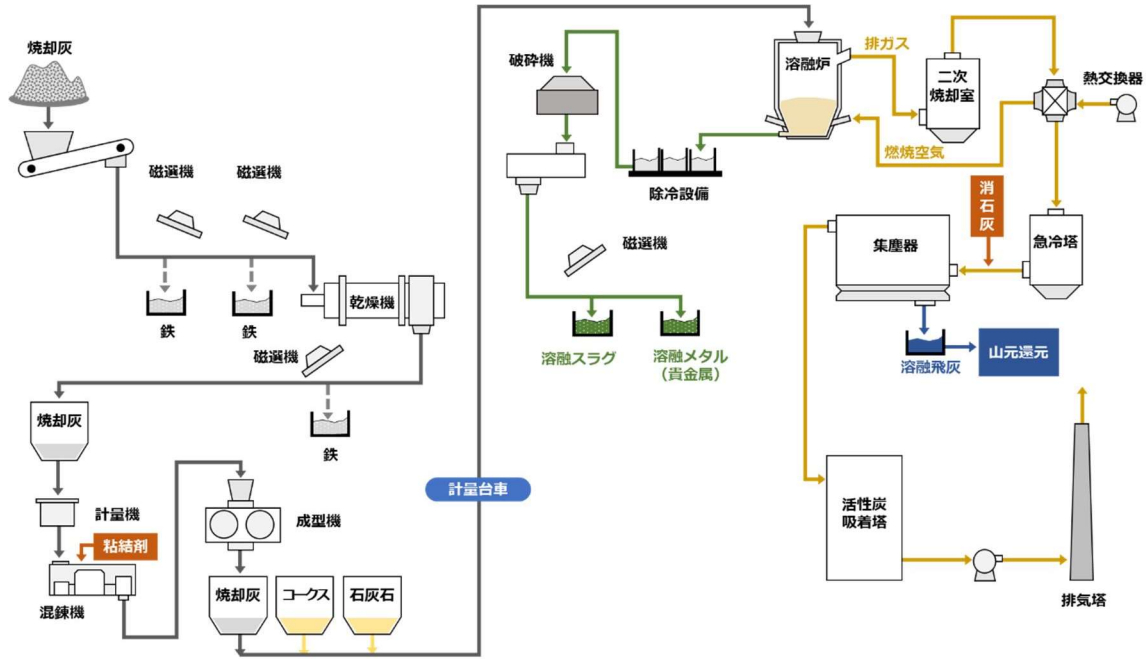 焼却灰
磁選機
磁選機
鉄
鉄
乾燥機
磁選機
鉄
焼却灰
計量機
粘結剤
混錬機
成型機
焼却灰
コークス
石灰石
計量台車
溶融炉
排ガス
二次
焼却室
熱交換器
燃焼空気
破砕機
除冷設備
磁選機
溶融スラグ
溶融メタル
（貴金属）
消
石
灰
急冷塔
集塵器
溶融飛灰
山元還元
活性炭
吸着塔
排気塔